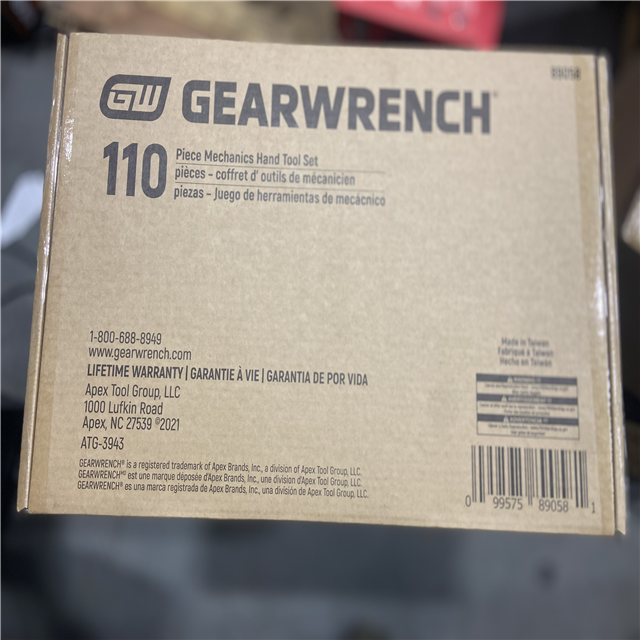 GW GEARWRENCH®
89058
110
Piece Mechanics Hand Tool Set
pièces - coffret d' outils de mécanicien
piezas - Juego de herramientas de mecácnico
1-800-688-8949
www.gearwrench.com
LIFETIME WARRANTY | GARANTIE À VIE | GARANTIA DE POR VIDA
Apex Tool Group, LLC
1000 Lufkin Road
Apex, NC 27539 ©2021
ATG-3943
GEARWRENCH® is a registered trademark of Apex Brands, Inc., a division of Apex Tool Group, LLC.
GEARWRENCHᴹᴰ est une marque déposée d'Apex Brands, Inc., une division d'Apex Tool Group, LLC.
GEARWRENCH® es una marca registrada de Apex Brands, Inc., una división de Apex Tool Group, LLC.
Made in Taiwan
Fabriqué à Taiwan
Hecho en Taiwán
0 99575 89058 1